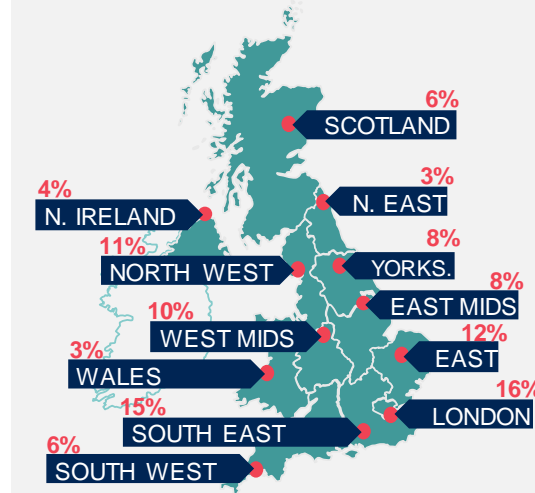 6%
SCOTLAND
3%
N. EAST
4%
N. IRELAND
8%
YORKS.
11%
NORTH WEST
8%
EAST MIDS
10%
WEST MIDS
12%
EAST
3%
WALES
16%
LONDON
15%
SOUTH EAST
6%
SOUTH WEST